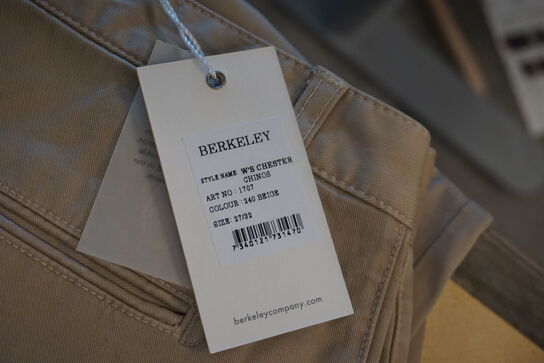 BERKELEY
STYLE NAME: W'S CHESTER
CHINOS
ART NO : 1707
COLOUR : 240 BEIGE
SIZE: 27/32
7340121731470
berkeleycompany.com